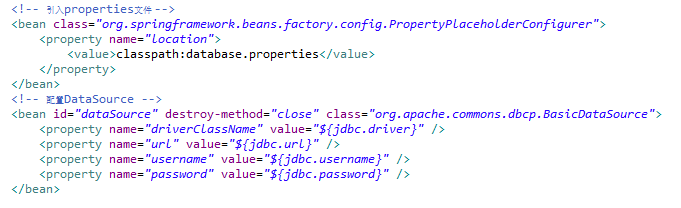 <!-- 引入properties文件-->
<bean class="org.springframework.beans.factory.config.PropertyPlaceholderConfigurer">
    <property name="location">
        <value>classpath:database.properties</value>
    </property>
</bean>
<!-- 配置DataSource -->
<bean id="dataSource" destroy-method="close" class="org.apache.commons.dbcp.BasicDataSource">
    <property name="driverClassName" value="${jdbc.driver}" />
    <property name="url" value="${jdbc.url}" />
    <property name="username" value="${jdbc.username}" />
    <property name="password" value="${jdbc.password}" />
</bean>